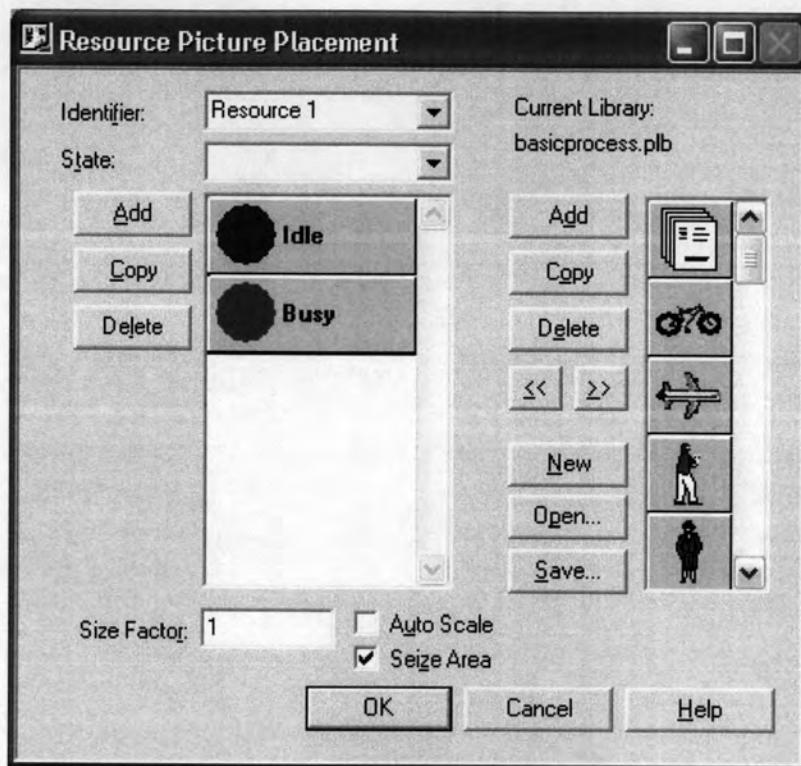 Resource Picture Placement
Identifier: Resource 1
State:
Current Library:
basicprocess.plb
Add
Copy
Delete
Idle
Busy
Add
Copy
Delete
<< >>
New
Open...
Save...
Size Factor: 1
Auto Scale
Seize Area
OK Cancel Help